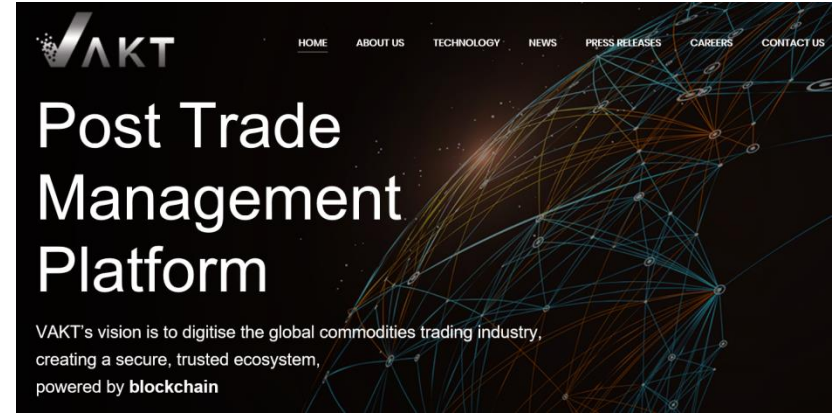 VAKT
HOME ABOUT US TECHNOLOGY NEWS PRESS RELEASES CAREERS CONTACT US
Post Trade
Management
Platform
VAKT's vision is to digitise the global commodities trading industry,
creating a secure, trusted ecosystem,
powered by blockchain